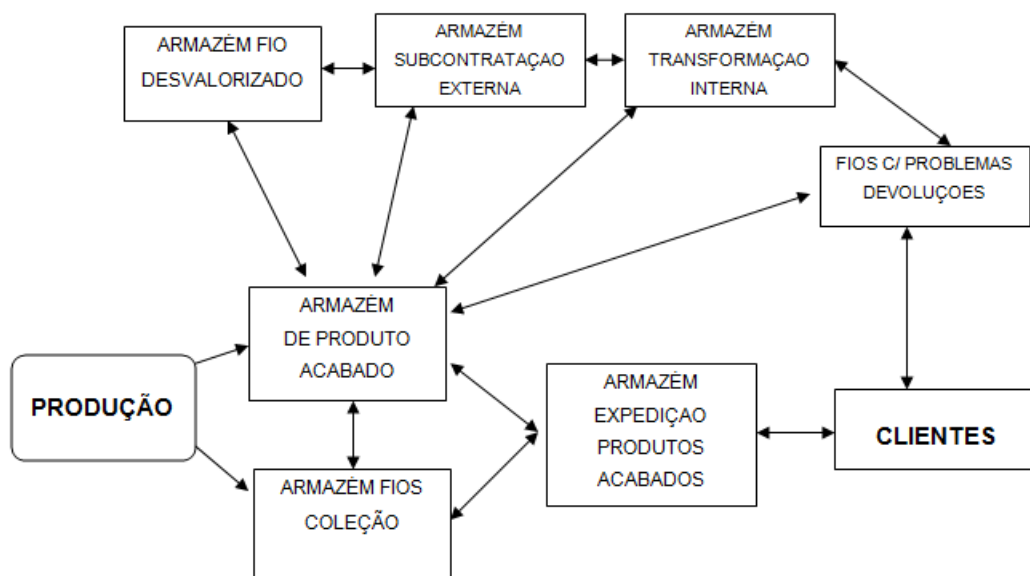 ARMAZÉM FIO
DESVALORIZADO
ARMAZÉM
SUBCONTRATAÇAO
EXTERNA
ARMAZÉM
TRANSFORMAÇAO
INTERNA
FIOS C/ PROBLEMAS
DEVOLUÇOES
ARMAZÉM
DE PRODUTO
ACABADO
PRODUÇÃO
ARMAZÉM
EXPEDIÇAO
PRODUTOS
ACABADOS
CLIENTES
ARMAZÉM FIOS
COLEÇÃO